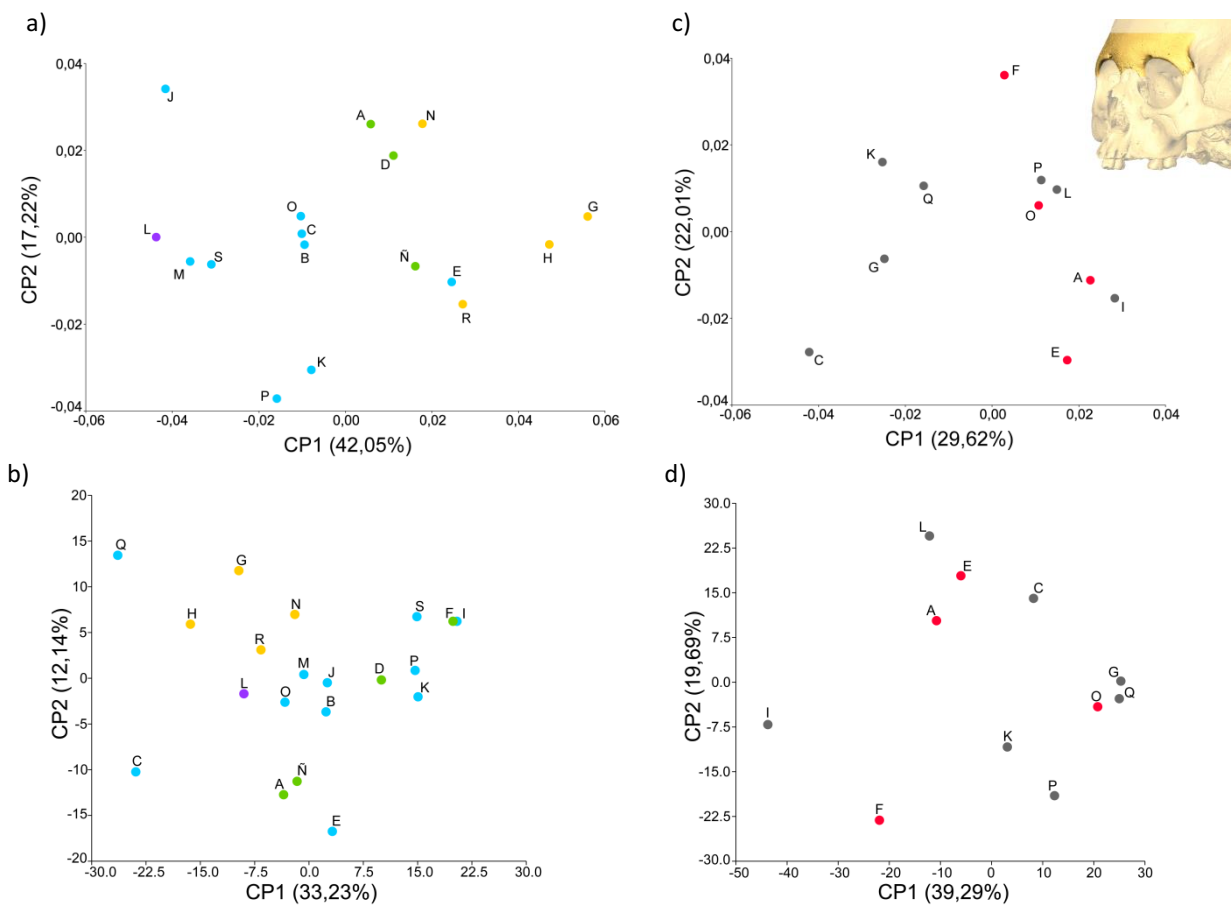 a)
0,04
0,02
0,00
-0,02
-0,04
-0,06
-0,04
-0,02
0,00
0,02
0,04
0,06
CP2 (17,22%)
CP1 (42,05%)
J
A
N
D
G
O
C
B
L
M
S
H
Ñ
E
R
K
P
c)
0,04
0,02
0,00
-0,02
-0,04
-0,06
-0,04
-0,02
0,00
0,02
0,04
CP2 (22,01%)
CP1 (29,62%)
F
K
Q
P
L
O
G
A
I
E
C
b)
20
15
10
5
0
-5
-10
-15
-20
-30.0
-22.5
-15.0
-7.5
0.0
7.5
15.0
22.5
30.0
CP2 (12,14%)
CP1 (33,23%)
Q
G
H
N
S
F
I
R
M
J
D
P
L
O
B
K
C
A
Ñ
E
d)
30.0
22.5
15.0
7.5
0.0
-7.5
-15.0
-22.5
-30.0
-50
-40
-30
-20
-10
0
10
20
30
CP2 (19,69%)
CP1 (39,29%)
L
E
A
C
G
Q
O
I
K
P
F